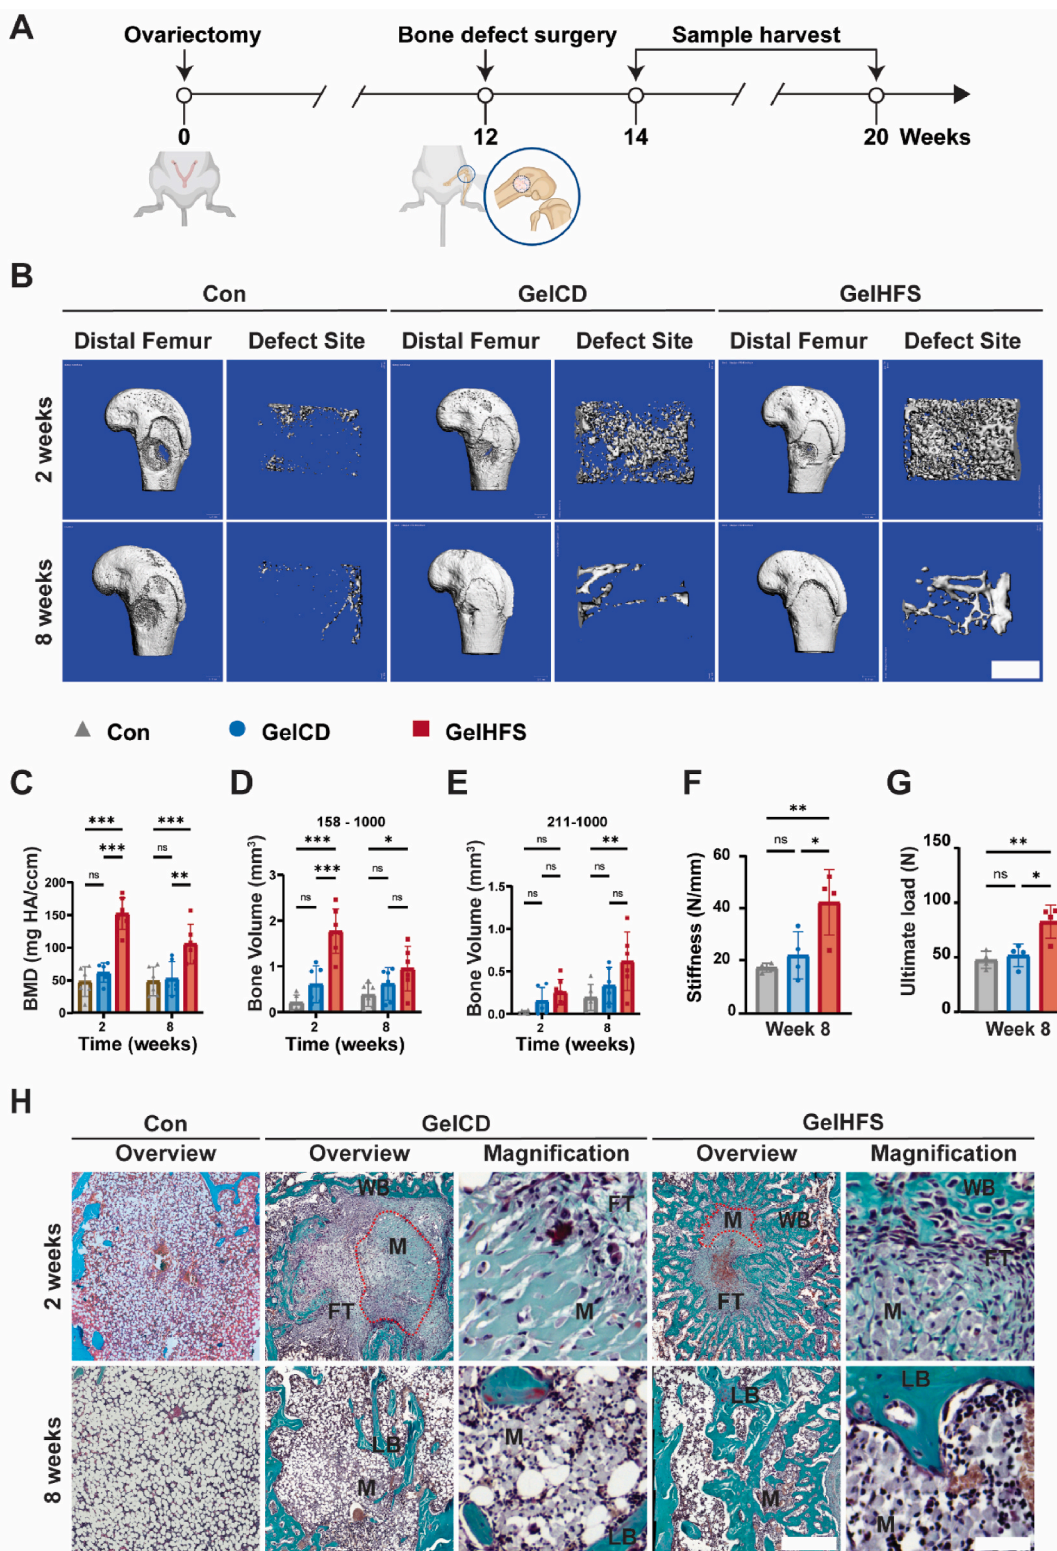 A
Ovariectomy
Bone defect surgery
Sample harvest
0
12
14
20 Weeks
B
Con
GelCD
GelHFS
Distal Femur
Defect Site
Distal Femur
Defect Site
Distal Femur
Defect Site
2 weeks
8 weeks
Con
GelCD
GelHFS
C
BMD (mg HA/ccm)
200
150
100
50
0
***
***
ns
***
ns
**
2
8
Time (weeks)
D
158 - 1000
Bone Volume (mm³)
3
2
1
0
***
***
ns
*
ns
ns
2
8
Time (weeks)
E
211-1000
Bone Volume (mm³)
1.5
1.0
0.5
0.0
ns
ns
ns
**
ns
ns
2
8
Time (weeks)
F
Stiffness (N/mm)
60
40
20
0
**
ns
*
Week 8
G
Ultimate load (N)
150
100
50
0
**
ns
*
Week 8
H
Con
GelCD
GelHFS
Overview
Overview
Magnification
Overview
Magnification
2 weeks
WB
M
FT
FT
M
M
WB
FT
WB
FT
M
8 weeks
LB
M
M
LB
LB
M
LB
M